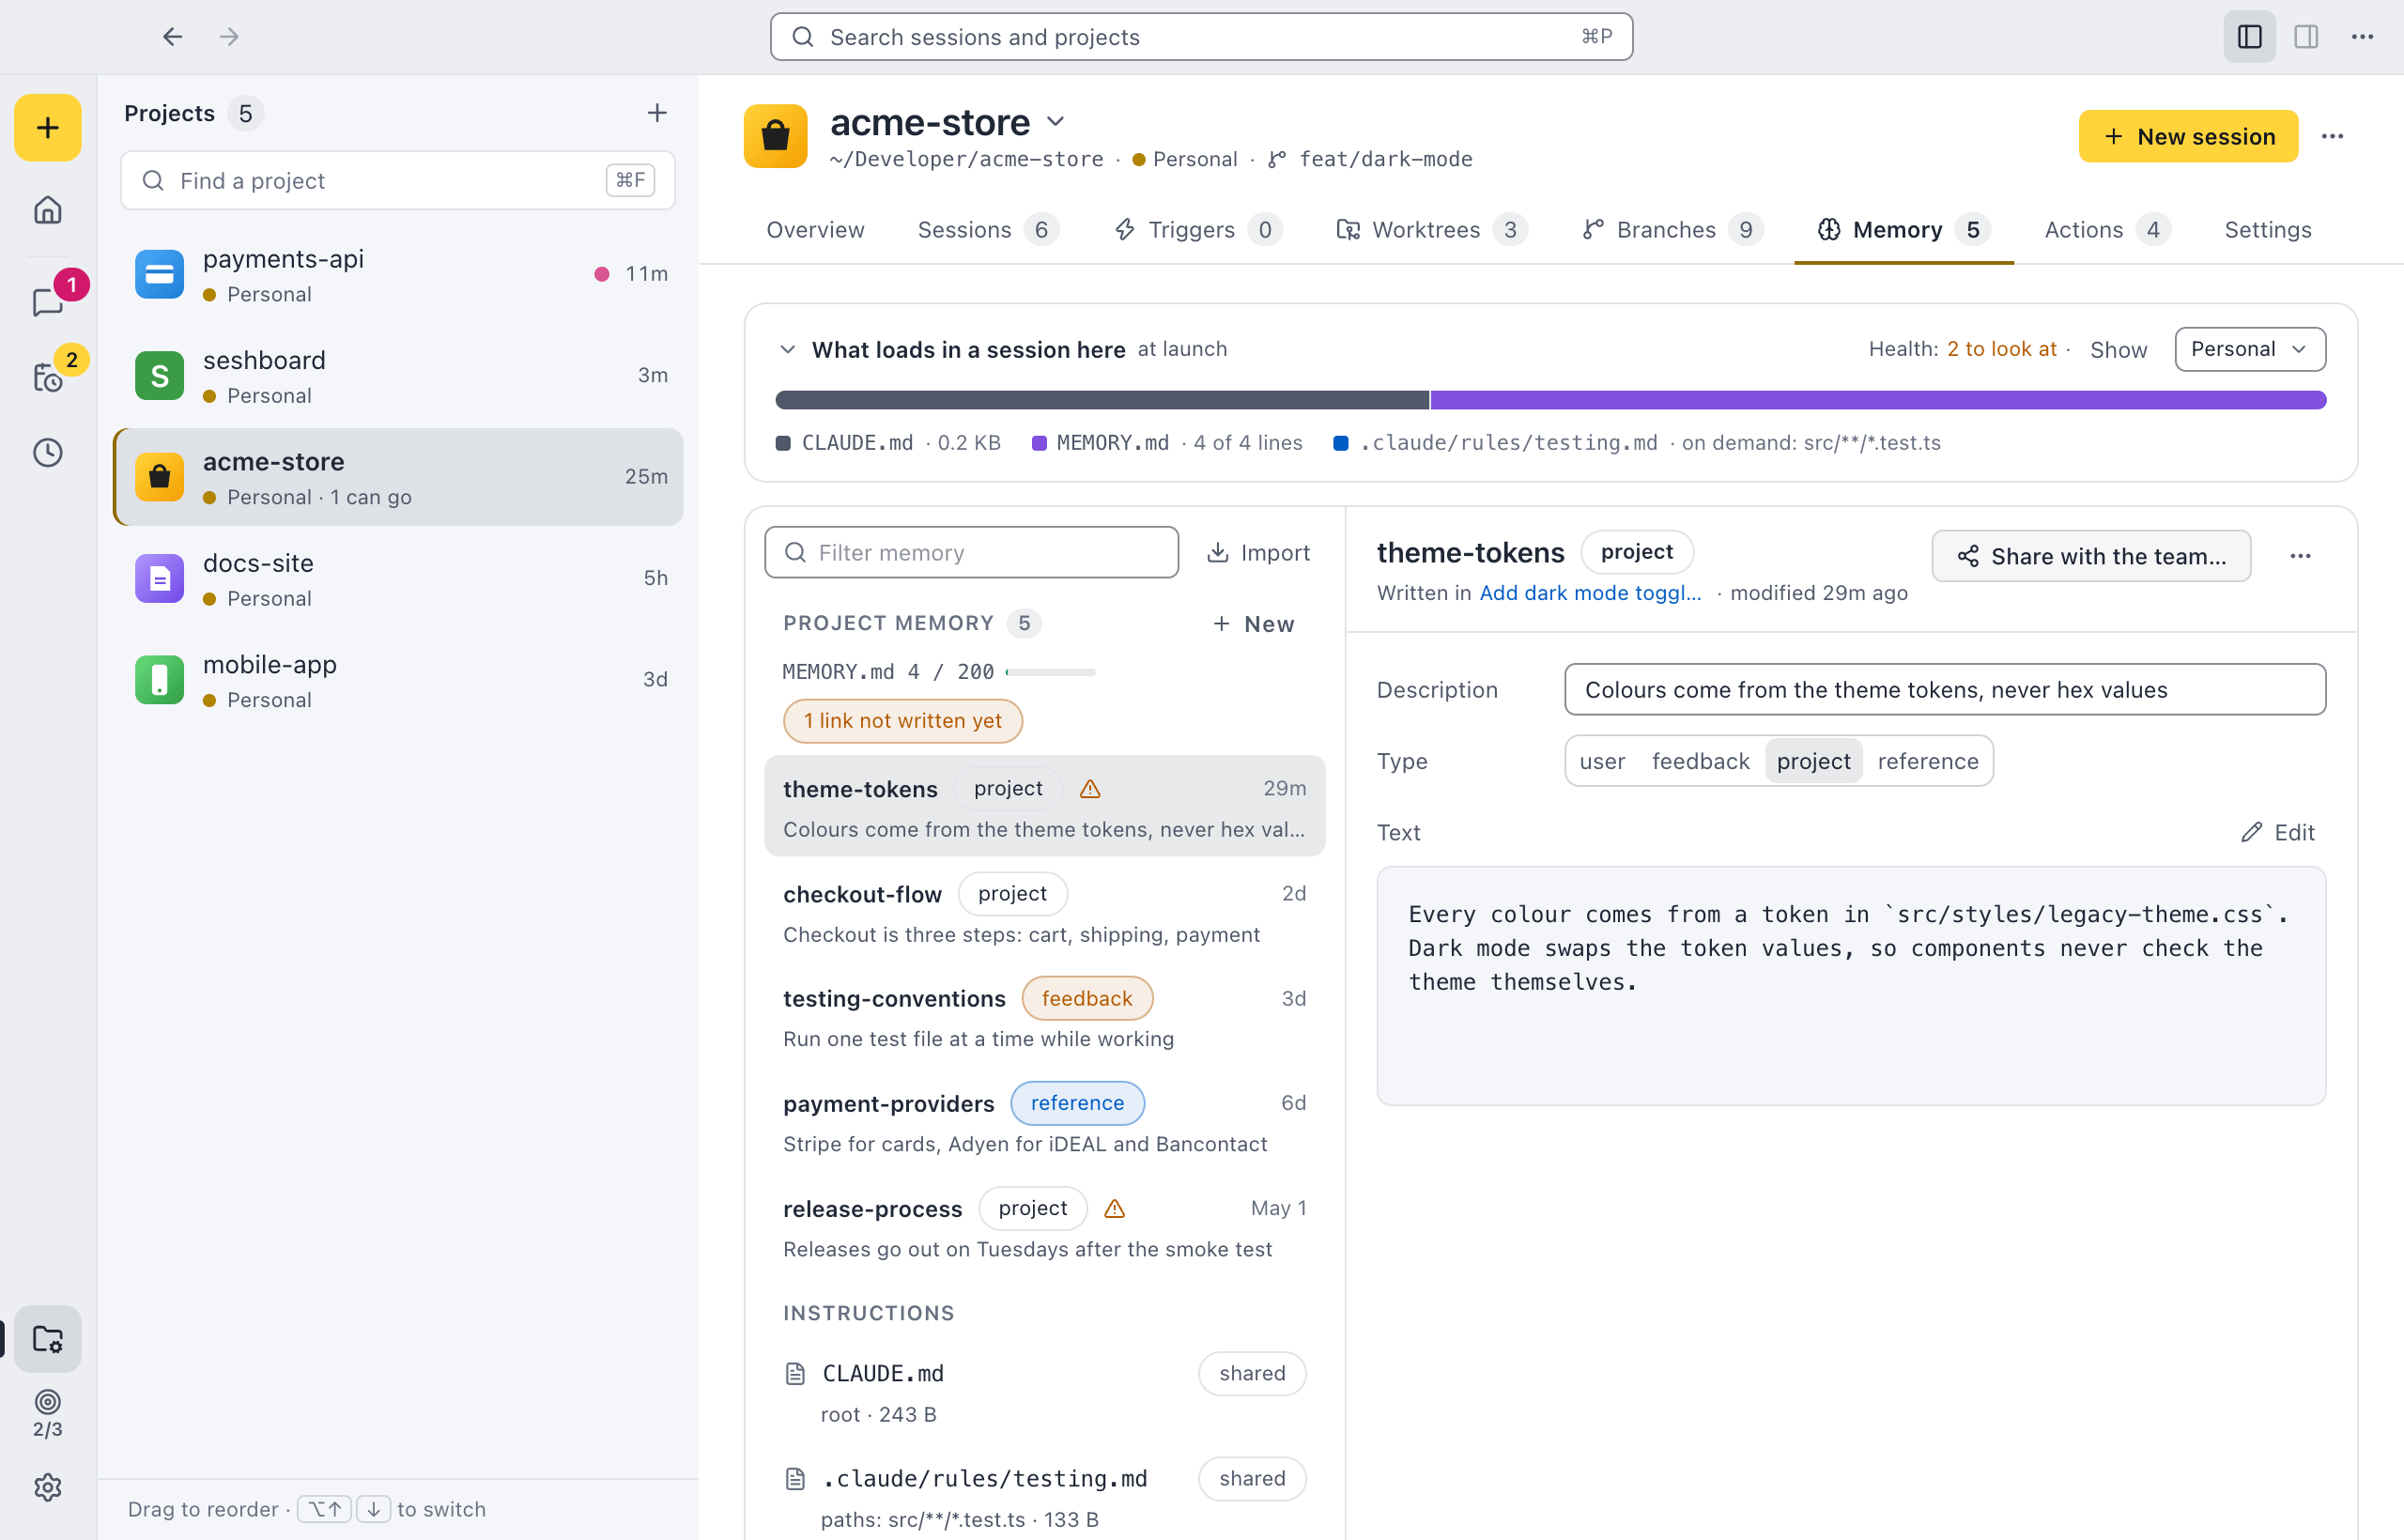 Search sessions and projects ⌘P
Projects 5
Find a project ⌘F
1
2
payments-api
Personal
11m
S
seshboard
Personal
3m
acme-store
Personal · 1 can go
25m
docs-site
Personal
5h
mobile-app
Personal
3d
2/3
Drag to reorder · ⌥↑ ↓ to switch
acme-store
~/Developer/acme-store · Personal · feat/dark-mode
New session
Overview Sessions 6 Triggers 0 Worktrees 3 Branches 9 Memory 5 Actions 4 Settings
What loads in a session here at launch
Health: 2 to look at · Show Personal
CLAUDE.md · 0.2 KB MEMORY.md · 4 of 4 lines .claude/rules/testing.md · on demand: src/**/*.test.ts
Filter memory
Import
PROJECT MEMORY 5
New
MEMORY.md 4 / 200
1 link not written yet
theme-tokens project 29m
Colours come from the theme tokens, never hex val...
checkout-flow project 2d
Checkout is three steps: cart, shipping, payment
testing-conventions feedback 3d
Run one test file at a time while working
payment-providers reference 6d
Stripe for cards, Adyen for iDEAL and Bancontact
release-process project May 1
Releases go out on Tuesdays after the smoke test
INSTRUCTIONS
CLAUDE.md shared
root · 243 B
.claude/rules/testing.md shared
paths: src/**/*.test.ts · 133 B
theme-tokens project
Share with the team...
Written in Add dark mode toggl... · modified 29m ago
Description Colours come from the theme tokens, never hex values
Type user feedback project reference
Text Edit
Every colour comes from a token in `src/styles/legacy-theme.css`.
Dark mode swaps the token values, so components never check the
theme themselves.